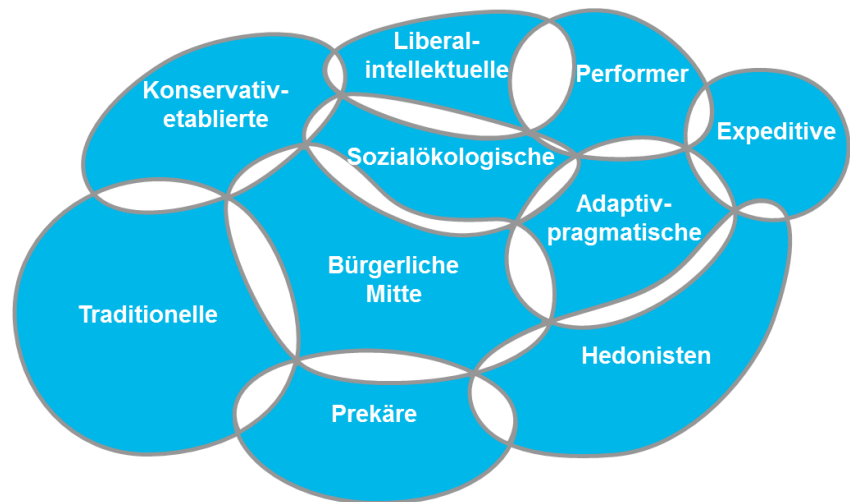 Liberal-
intellektuelle
Performer
Konservativ-
etablierte
Expeditive
Sozialökologische
Adaptiv-
pragmatische
Bürgerliche
Mitte
Traditionelle
Hedonisten
Prekäre